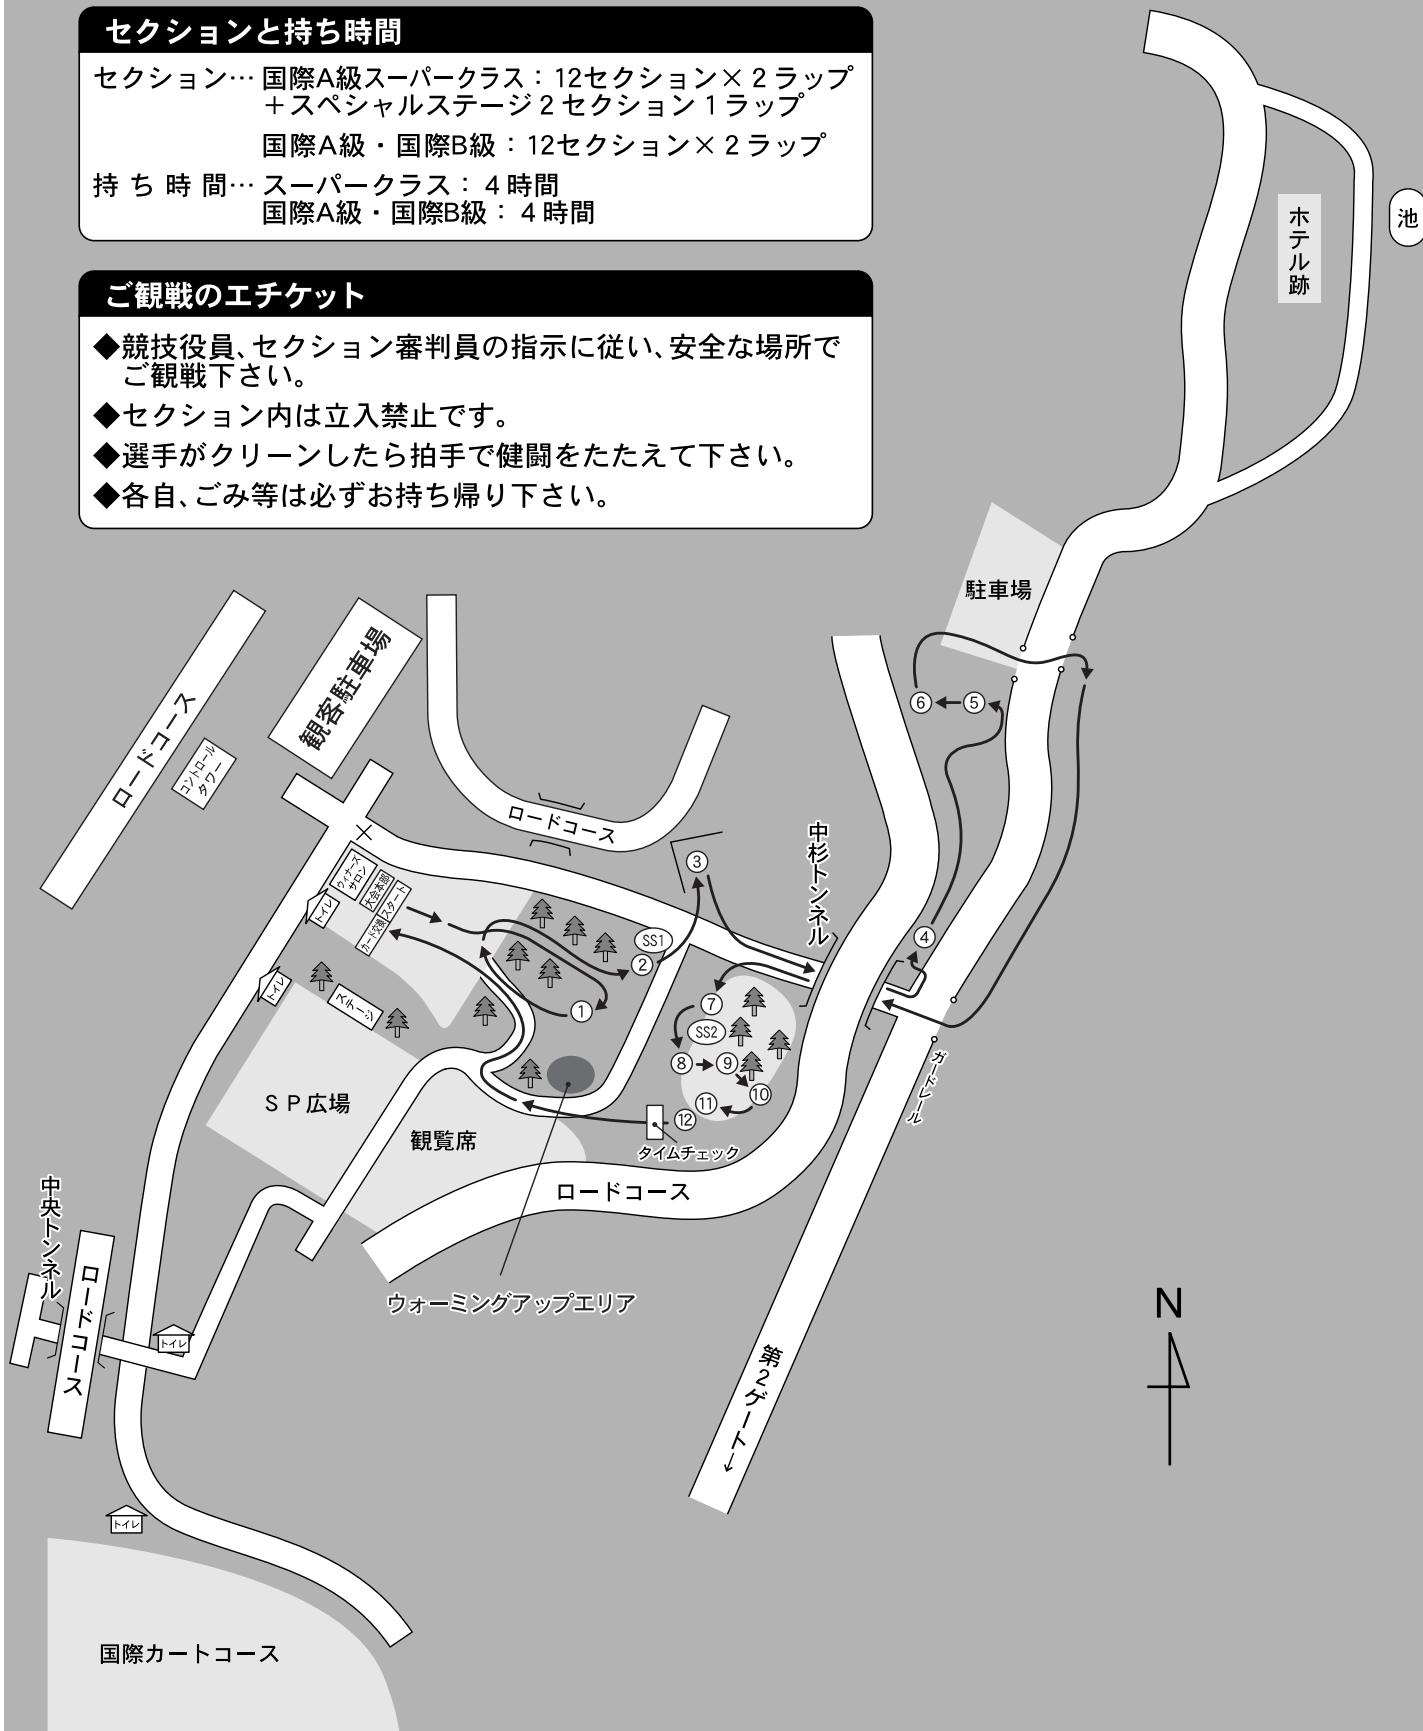 セクションと持ち時間
セクション… 国際A級スーパークラス：12セクション×２ラップ
＋スペシャルステージ２セクション１ラップ
国際A級・国際B級：12セクション×２ラップ
持 ち 時 間… スーパークラス：４時間
国際A級・国際B級：４時間
ご観戦のエチケット
◆競技役員、セクション審判員の指示に従い、安全な場所で
ご観戦下さい。
◆セクション内は立入禁止です。
◆選手がクリーンしたら拍手で健闘をたたえて下さい。
◆各自、ごみ等は必ずお持ち帰り下さい。
ホテル跡
池
駐車場
観客駐車場
ロードコース
コントロール
タワー
ロードコース
中杉トンネル
ウィナーズ
サロン
大会本部
スタート
カード交換
トイレ
トイレ
ステージ
SS1
SS2
①
②
③
④
⑤
⑥
⑦
⑧
⑨
⑩
⑪
⑫
タイムチェック
ガードレール
ＳＰ広場
観覧席
ロードコース
ウォーミングアップエリア
中央トンネル
ロードコース
トイレ
第2ゲート→
N
トイレ
国際カートコース